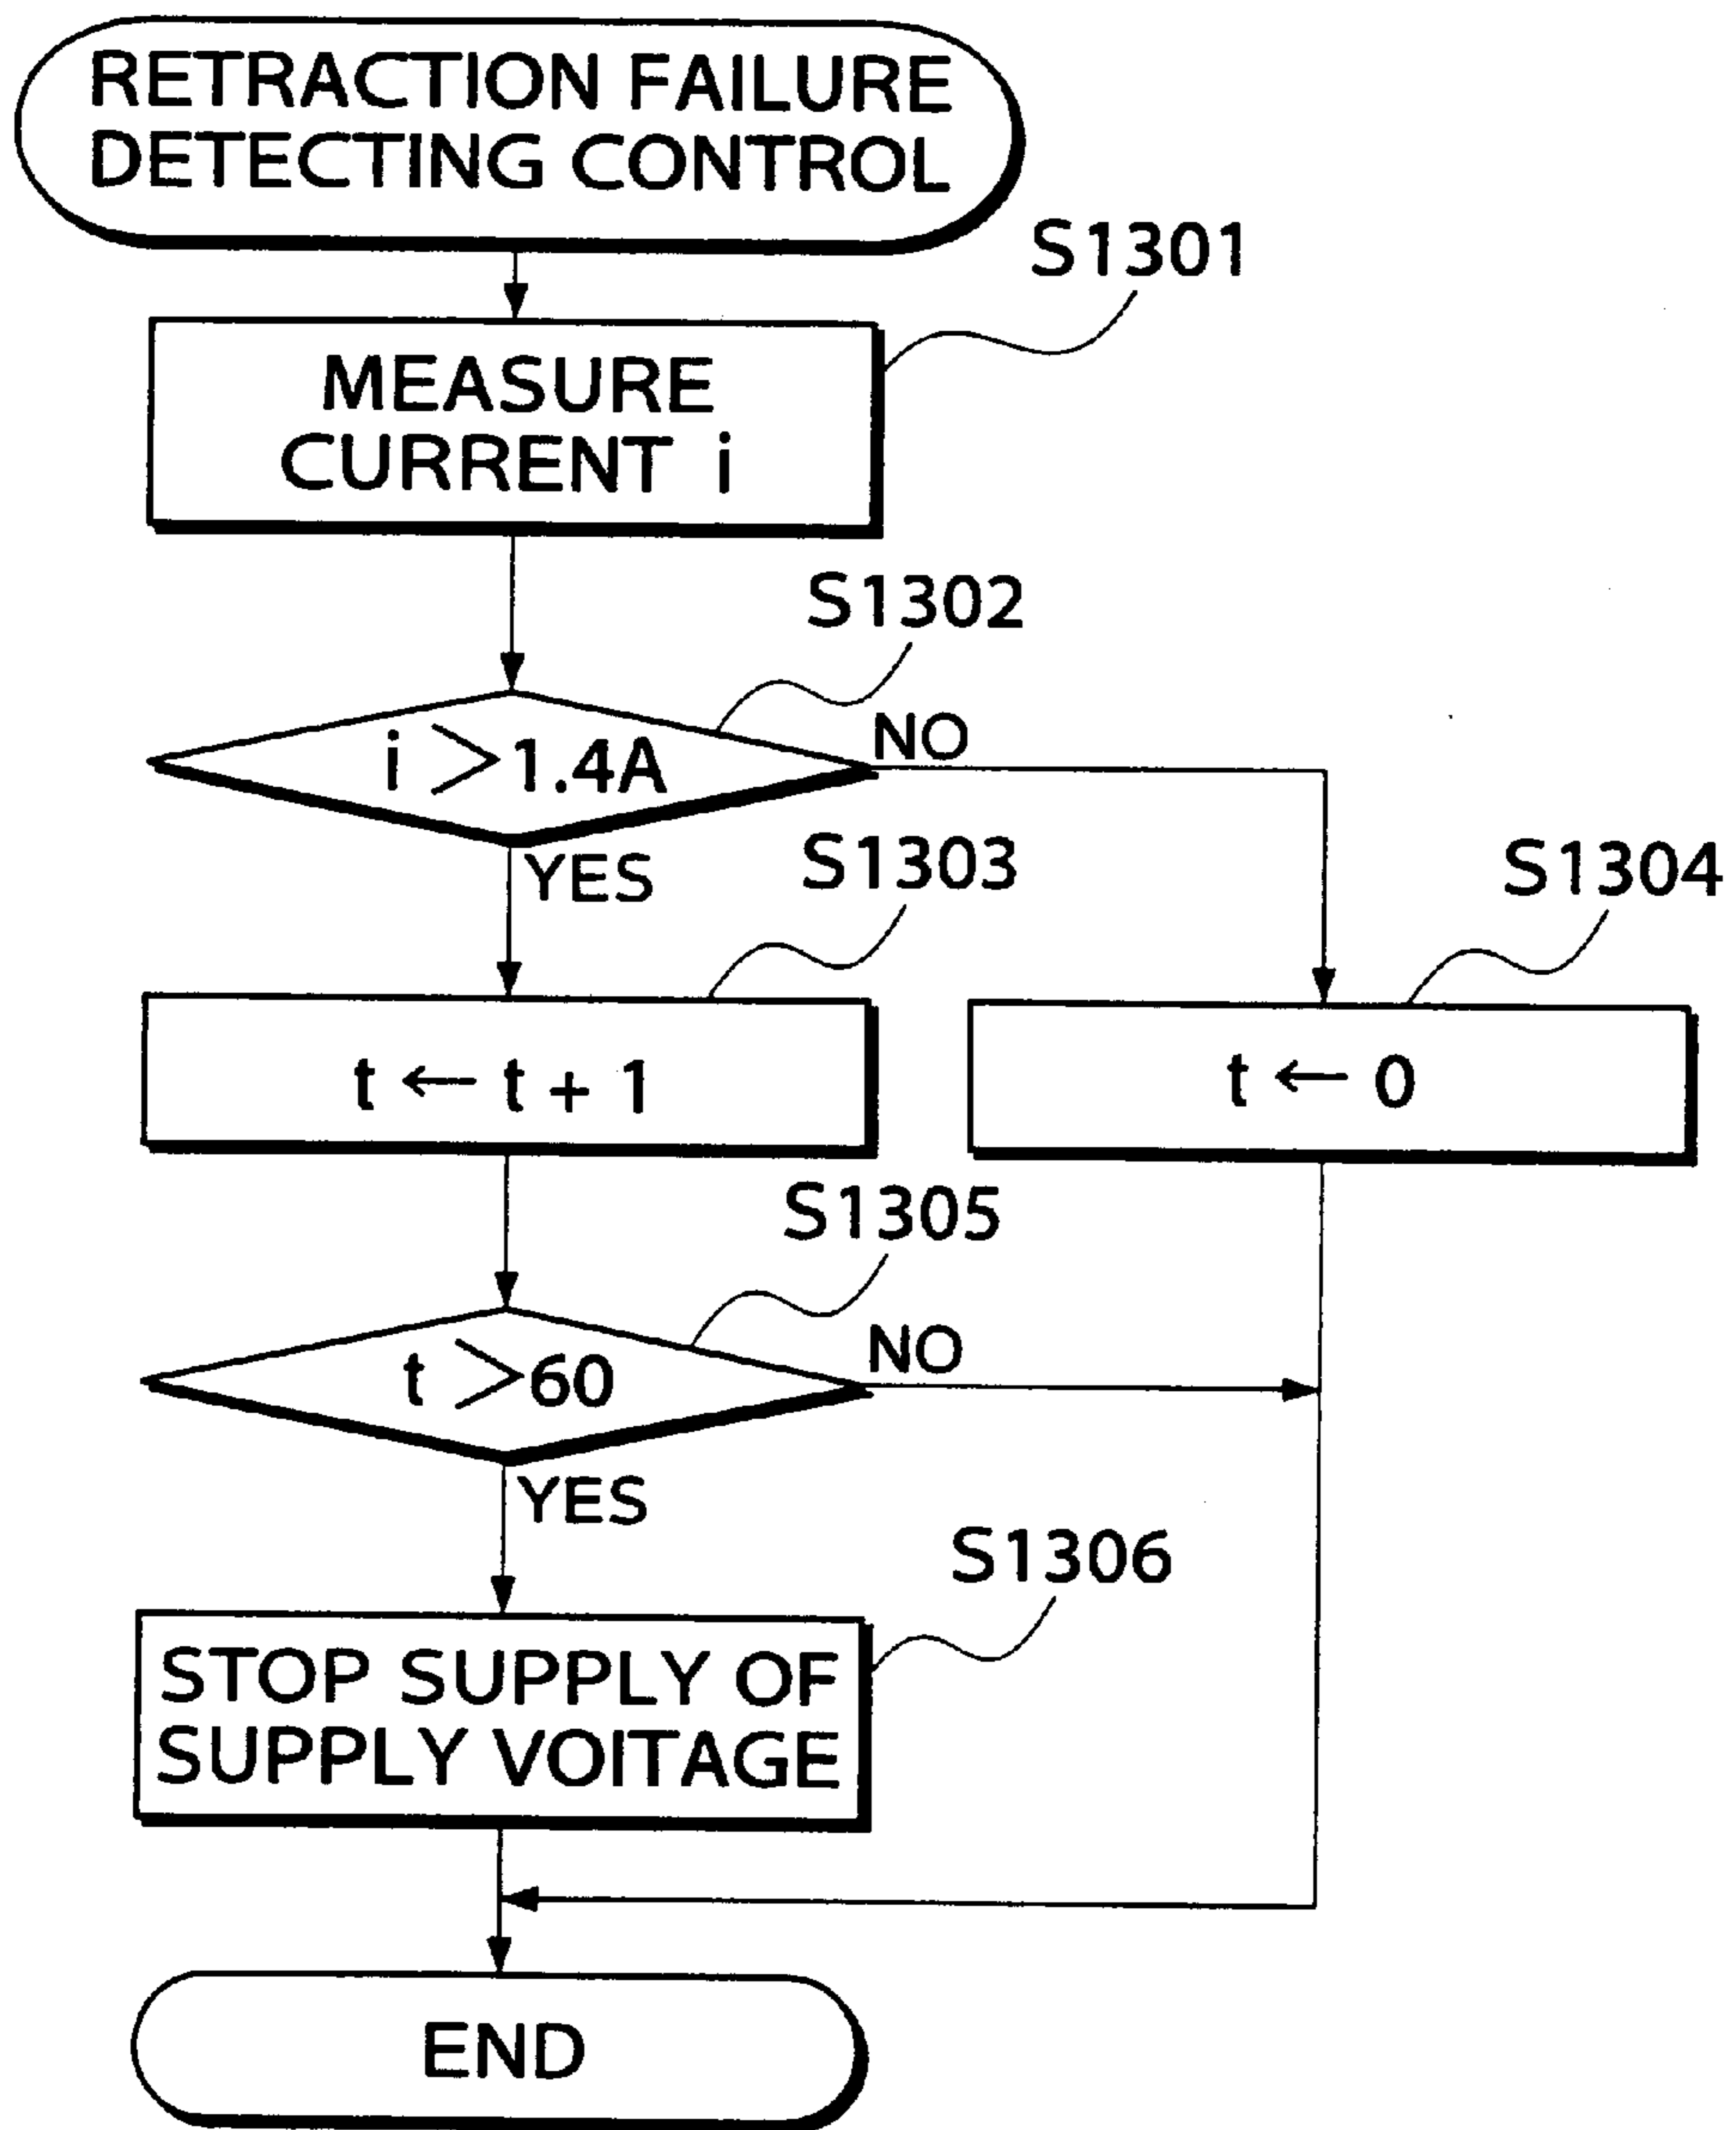 RETRACTION FAILURE
DETECTING CONTROL
S1301
MEASURE
CURRENT i
S1302
i >1.4A
NO
YES
S1303
S1304
t ← t + 1
t ← 0
S1305
t >60
NO
YES
S1306
STOP SUPPLY OF
SUPPLY VOITAGE
END